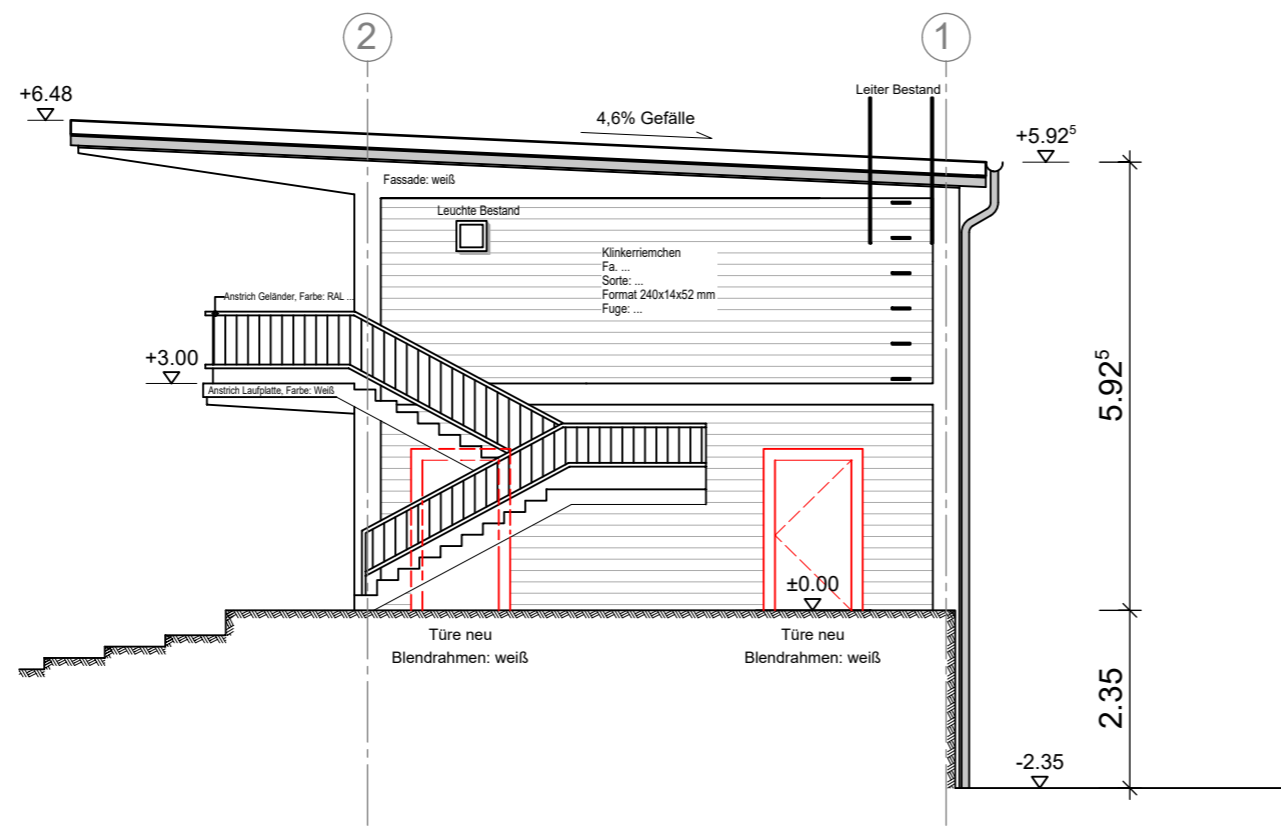 2
1
+6.48
Leiter Bestand
4,6% Gefälle
+5.92⁵
Fassade: weiß
Leuchte Bestand
Klinkerriemchen
Fa. ...
Sorte: ...
Format 240x14x52 mm
Fuge: ...
Anstrich Geländer, Farbe: RAL ...
+3.00
Anstrich Laufplatte, Farbe: Weiß
5.92⁵
±0.00
Türe neu
Blendrahmen: weiß
Türe neu
Blendrahmen: weiß
2.35
-2.35